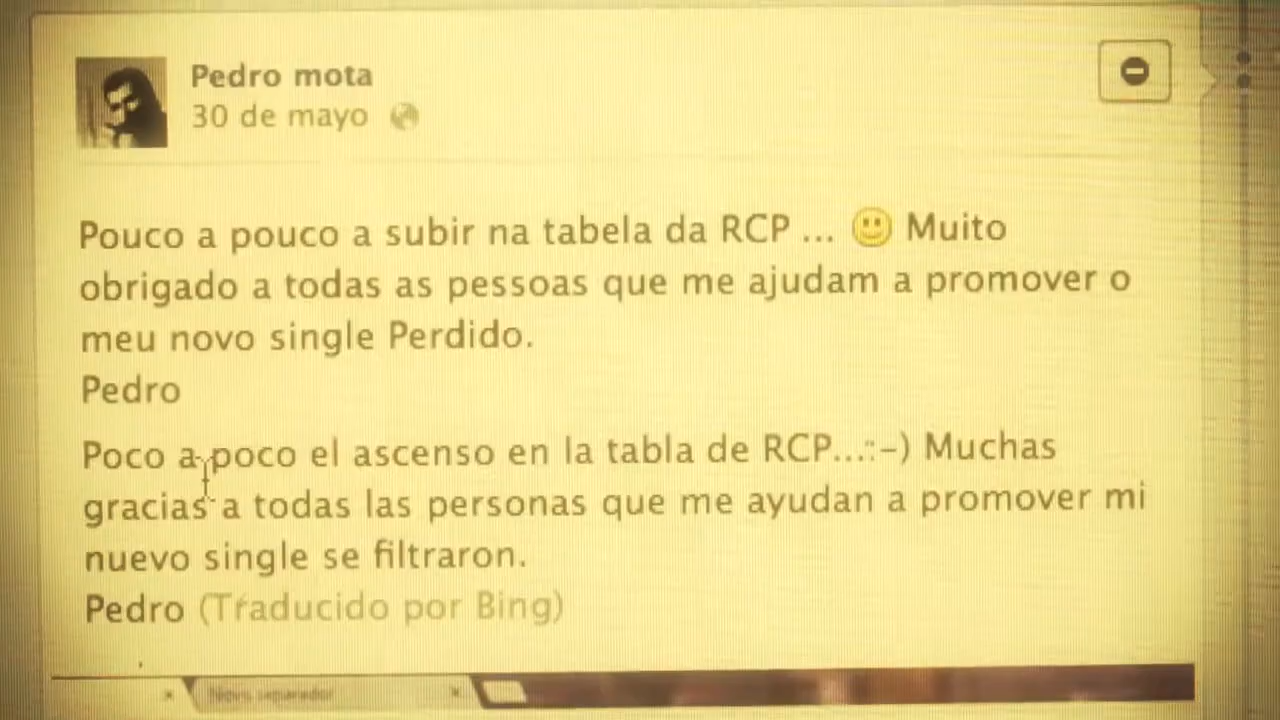 Pedro mota
30 de mayo
Pouco a pouco a subir na tabela da RCP ... 🙂 Muito
obrigado a todas as pessoas que me ajudam a promover o
meu novo single Perdido.
Pedro
Poco a poco el ascenso en la tabla de RCP...:-) Muchas
gracias a todas las personas que me ayudan a promover mi
nuevo single se filtraron.
Pedro (Traducido por Bing)
Novo separador